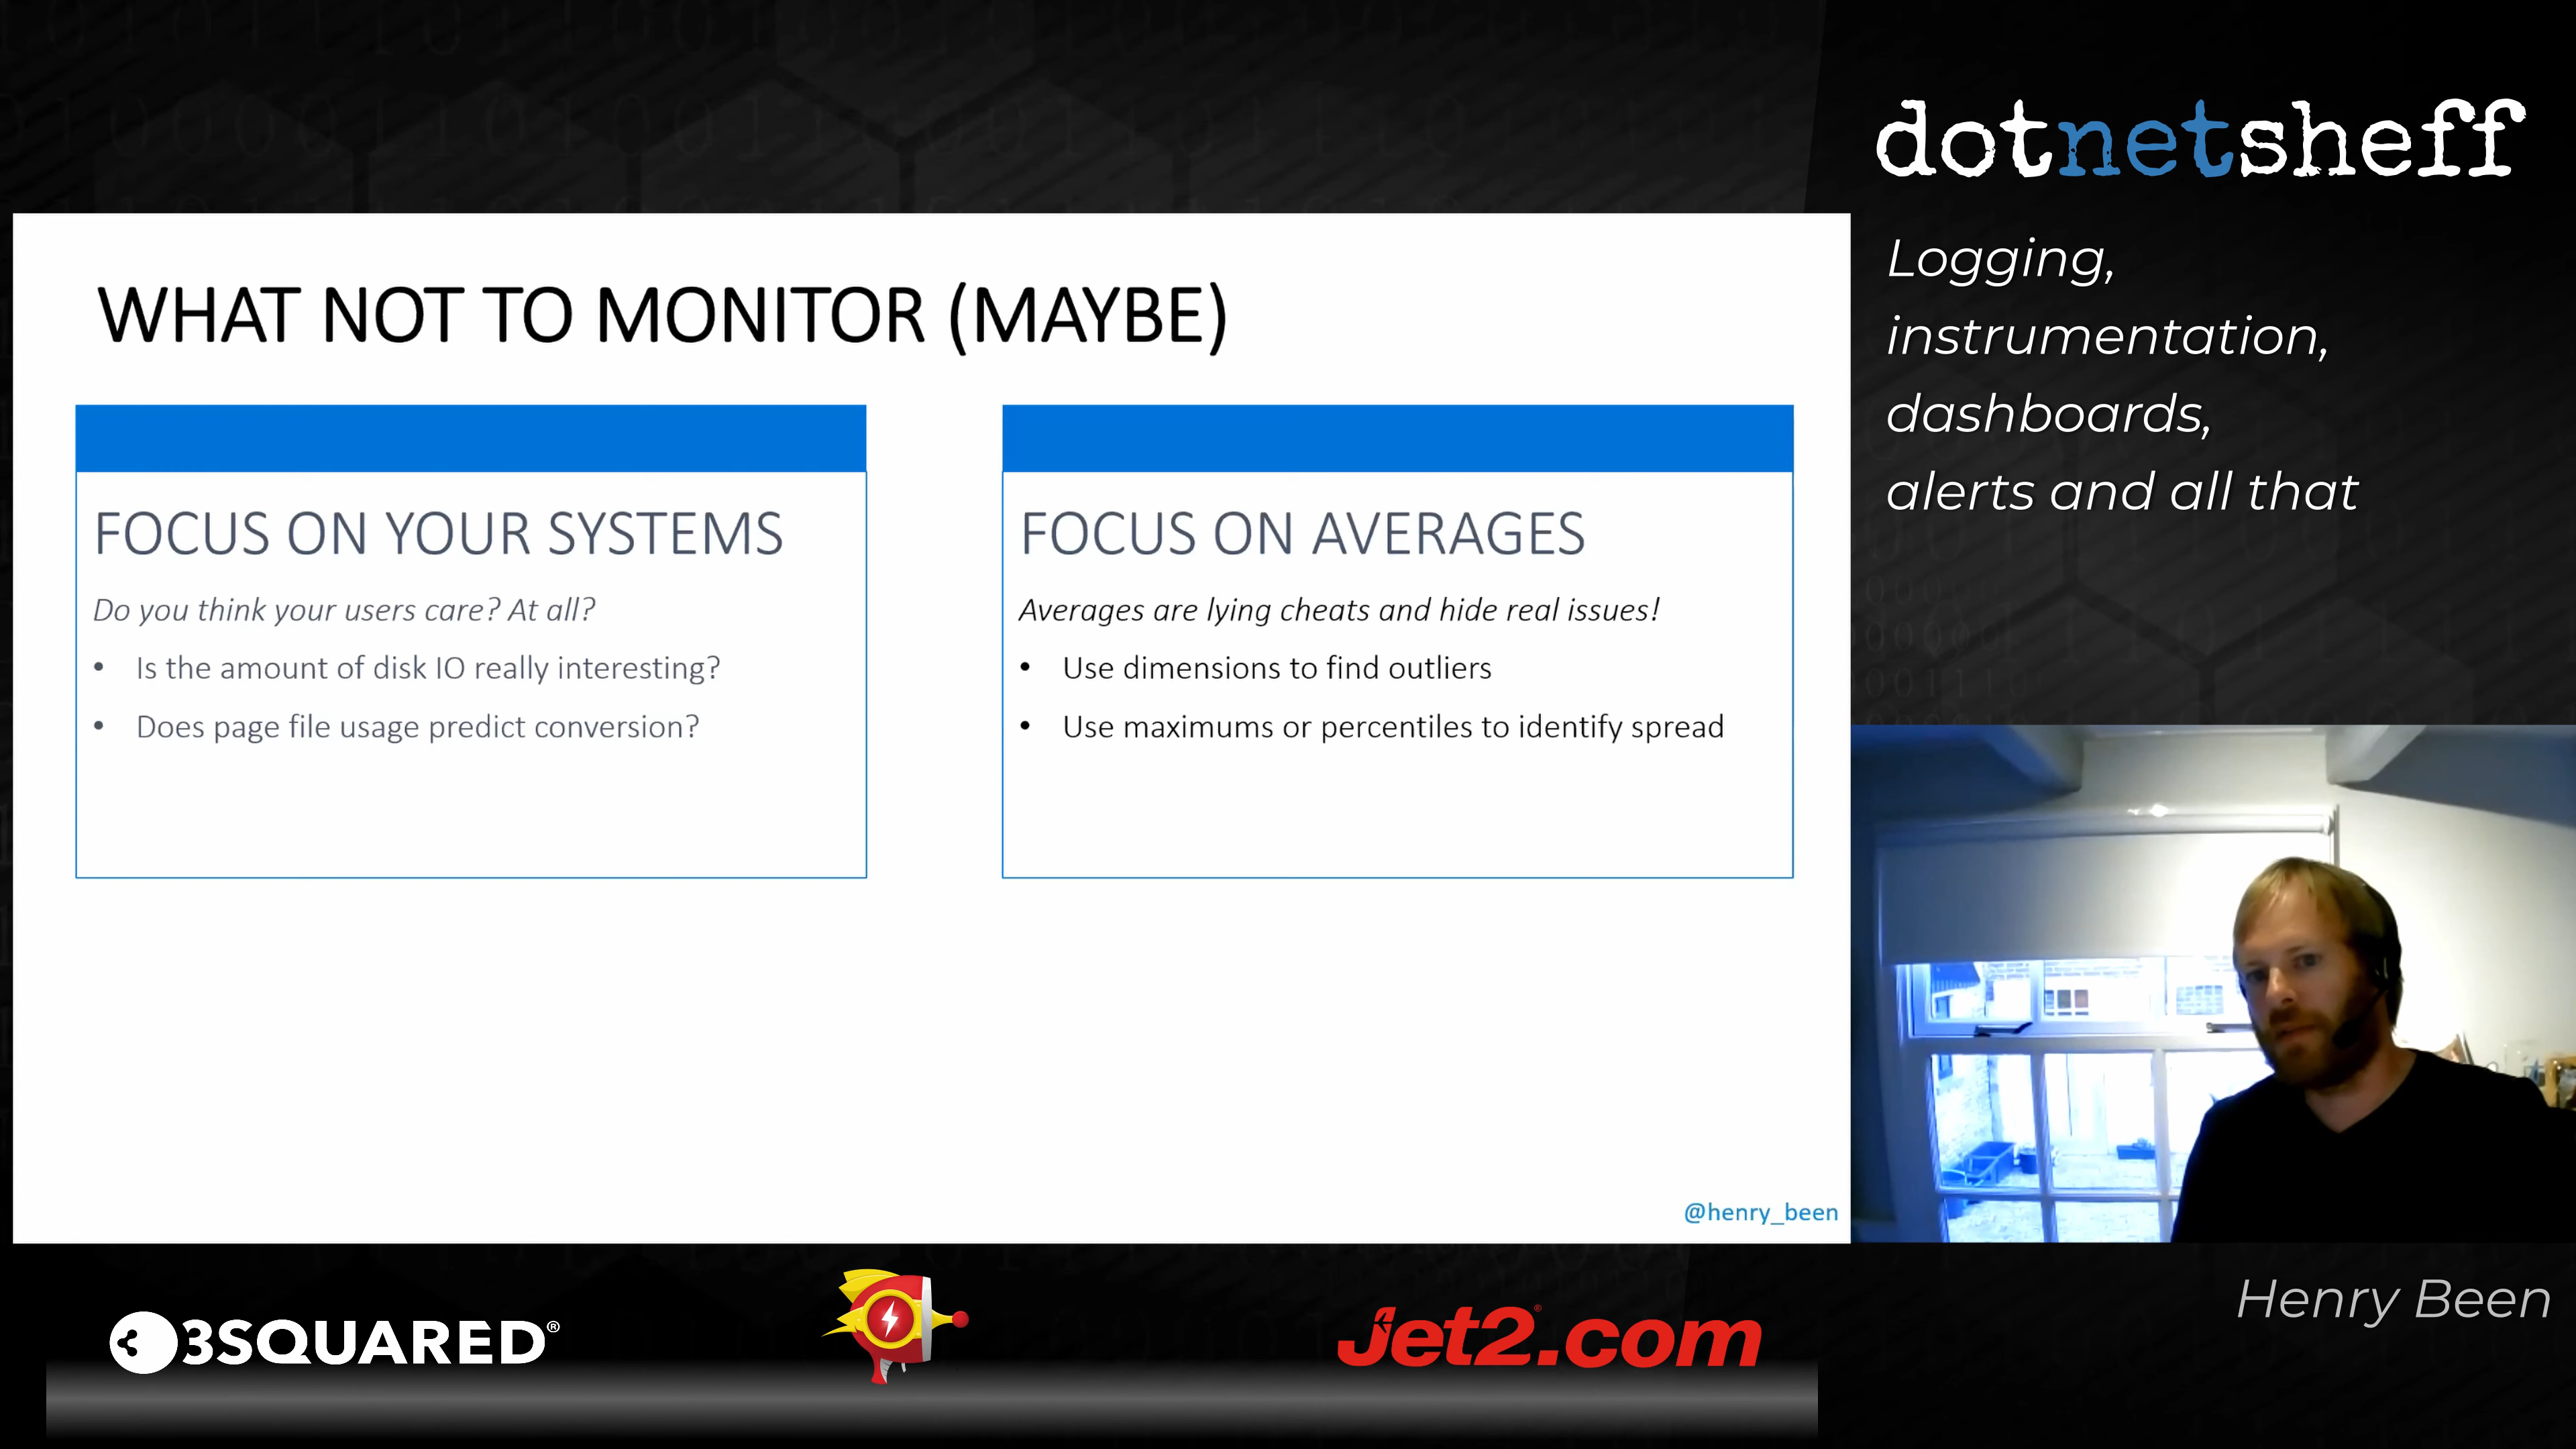 dotnetsheff
Logging,
instrumentation,
dashboards,
alerts and all that
WHAT NOT TO MONITOR (MAYBE)
FOCUS ON YOUR SYSTEMS
Do you think your users care? At all?
• Is the amount of disk IO really interesting?
• Does page file usage predict conversion?
FOCUS ON AVERAGES
Averages are lying cheats and hide real issues!
• Use dimensions to find outliers
• Use maximums or percentiles to identify spread
@henry_been
Henry Been
3SQUARED®
Jet2.com®